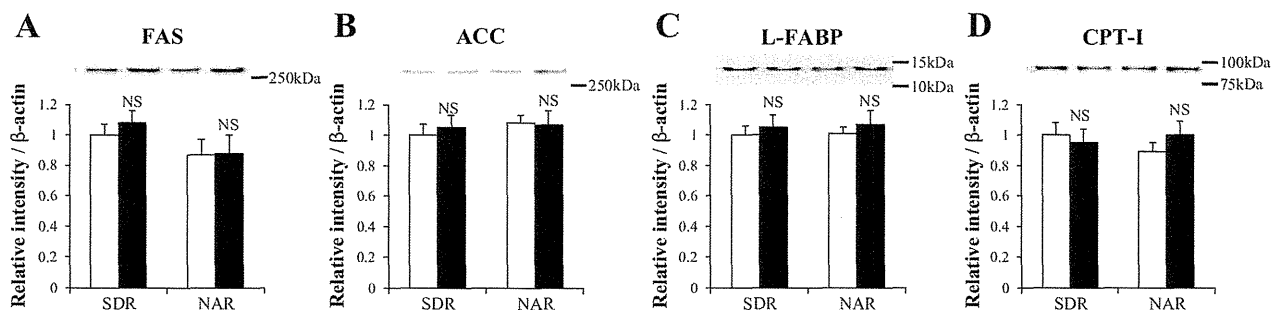 A
FAS
250kDa
Relative intensity / β-actin
1.2
1
0.8
0.6
0.4
0.2
0
NS
NS
SDR
NAR
B
ACC
250kDa
Relative intensity / β-actin
1.2
1
0.8
0.6
0.4
0.2
0
NS
NS
SDR
NAR
C
L-FABP
15kDa
10kDa
Relative intensity / β-actin
1.2
1
0.8
0.6
0.4
0.2
0
NS
NS
SDR
NAR
D
CPT-I
100kDa
75kDa
Relative intensity / β-actin
1.2
1
0.8
0.6
0.4
0.2
0
NS
NS
SDR
NAR